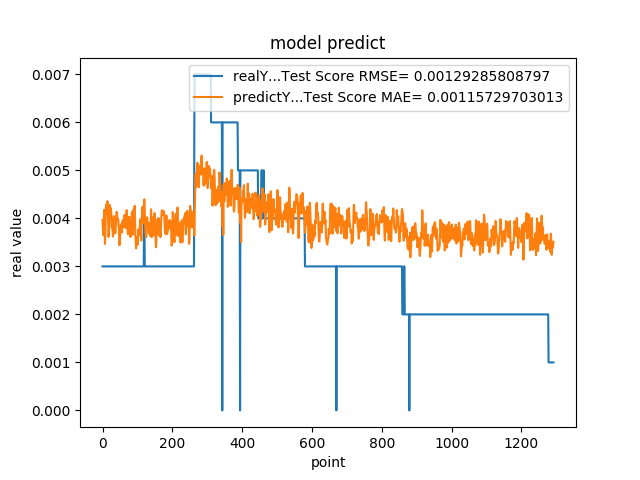 model predict
realY...Test Score RMSE= 0.00129285808797
predictY...Test Score MAE= 0.00115729703013
0.007
0.006
0.005
0.004
0.003
0.002
0.001
0.000
real value
0 200 400 600 800 1000 1200
point